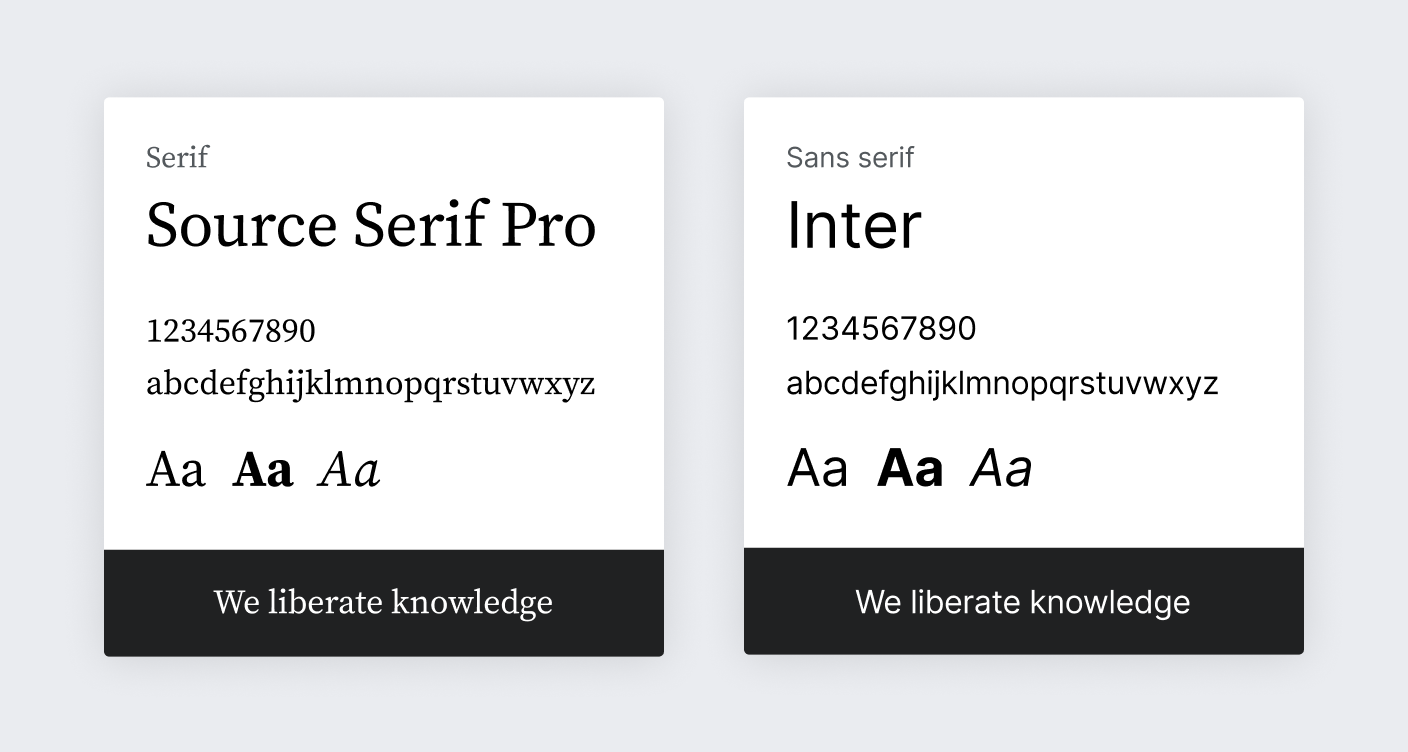 Serif
Source Serif Pro
1234567890
abcdefghijklmnopqrstuvwxyz
Aa Aa Aa
We liberate knowledge
Sans serif
Inter
1234567890
abcdefghijklmnopqrstuvwxyz
Aa Aa Aa
We liberate knowledge